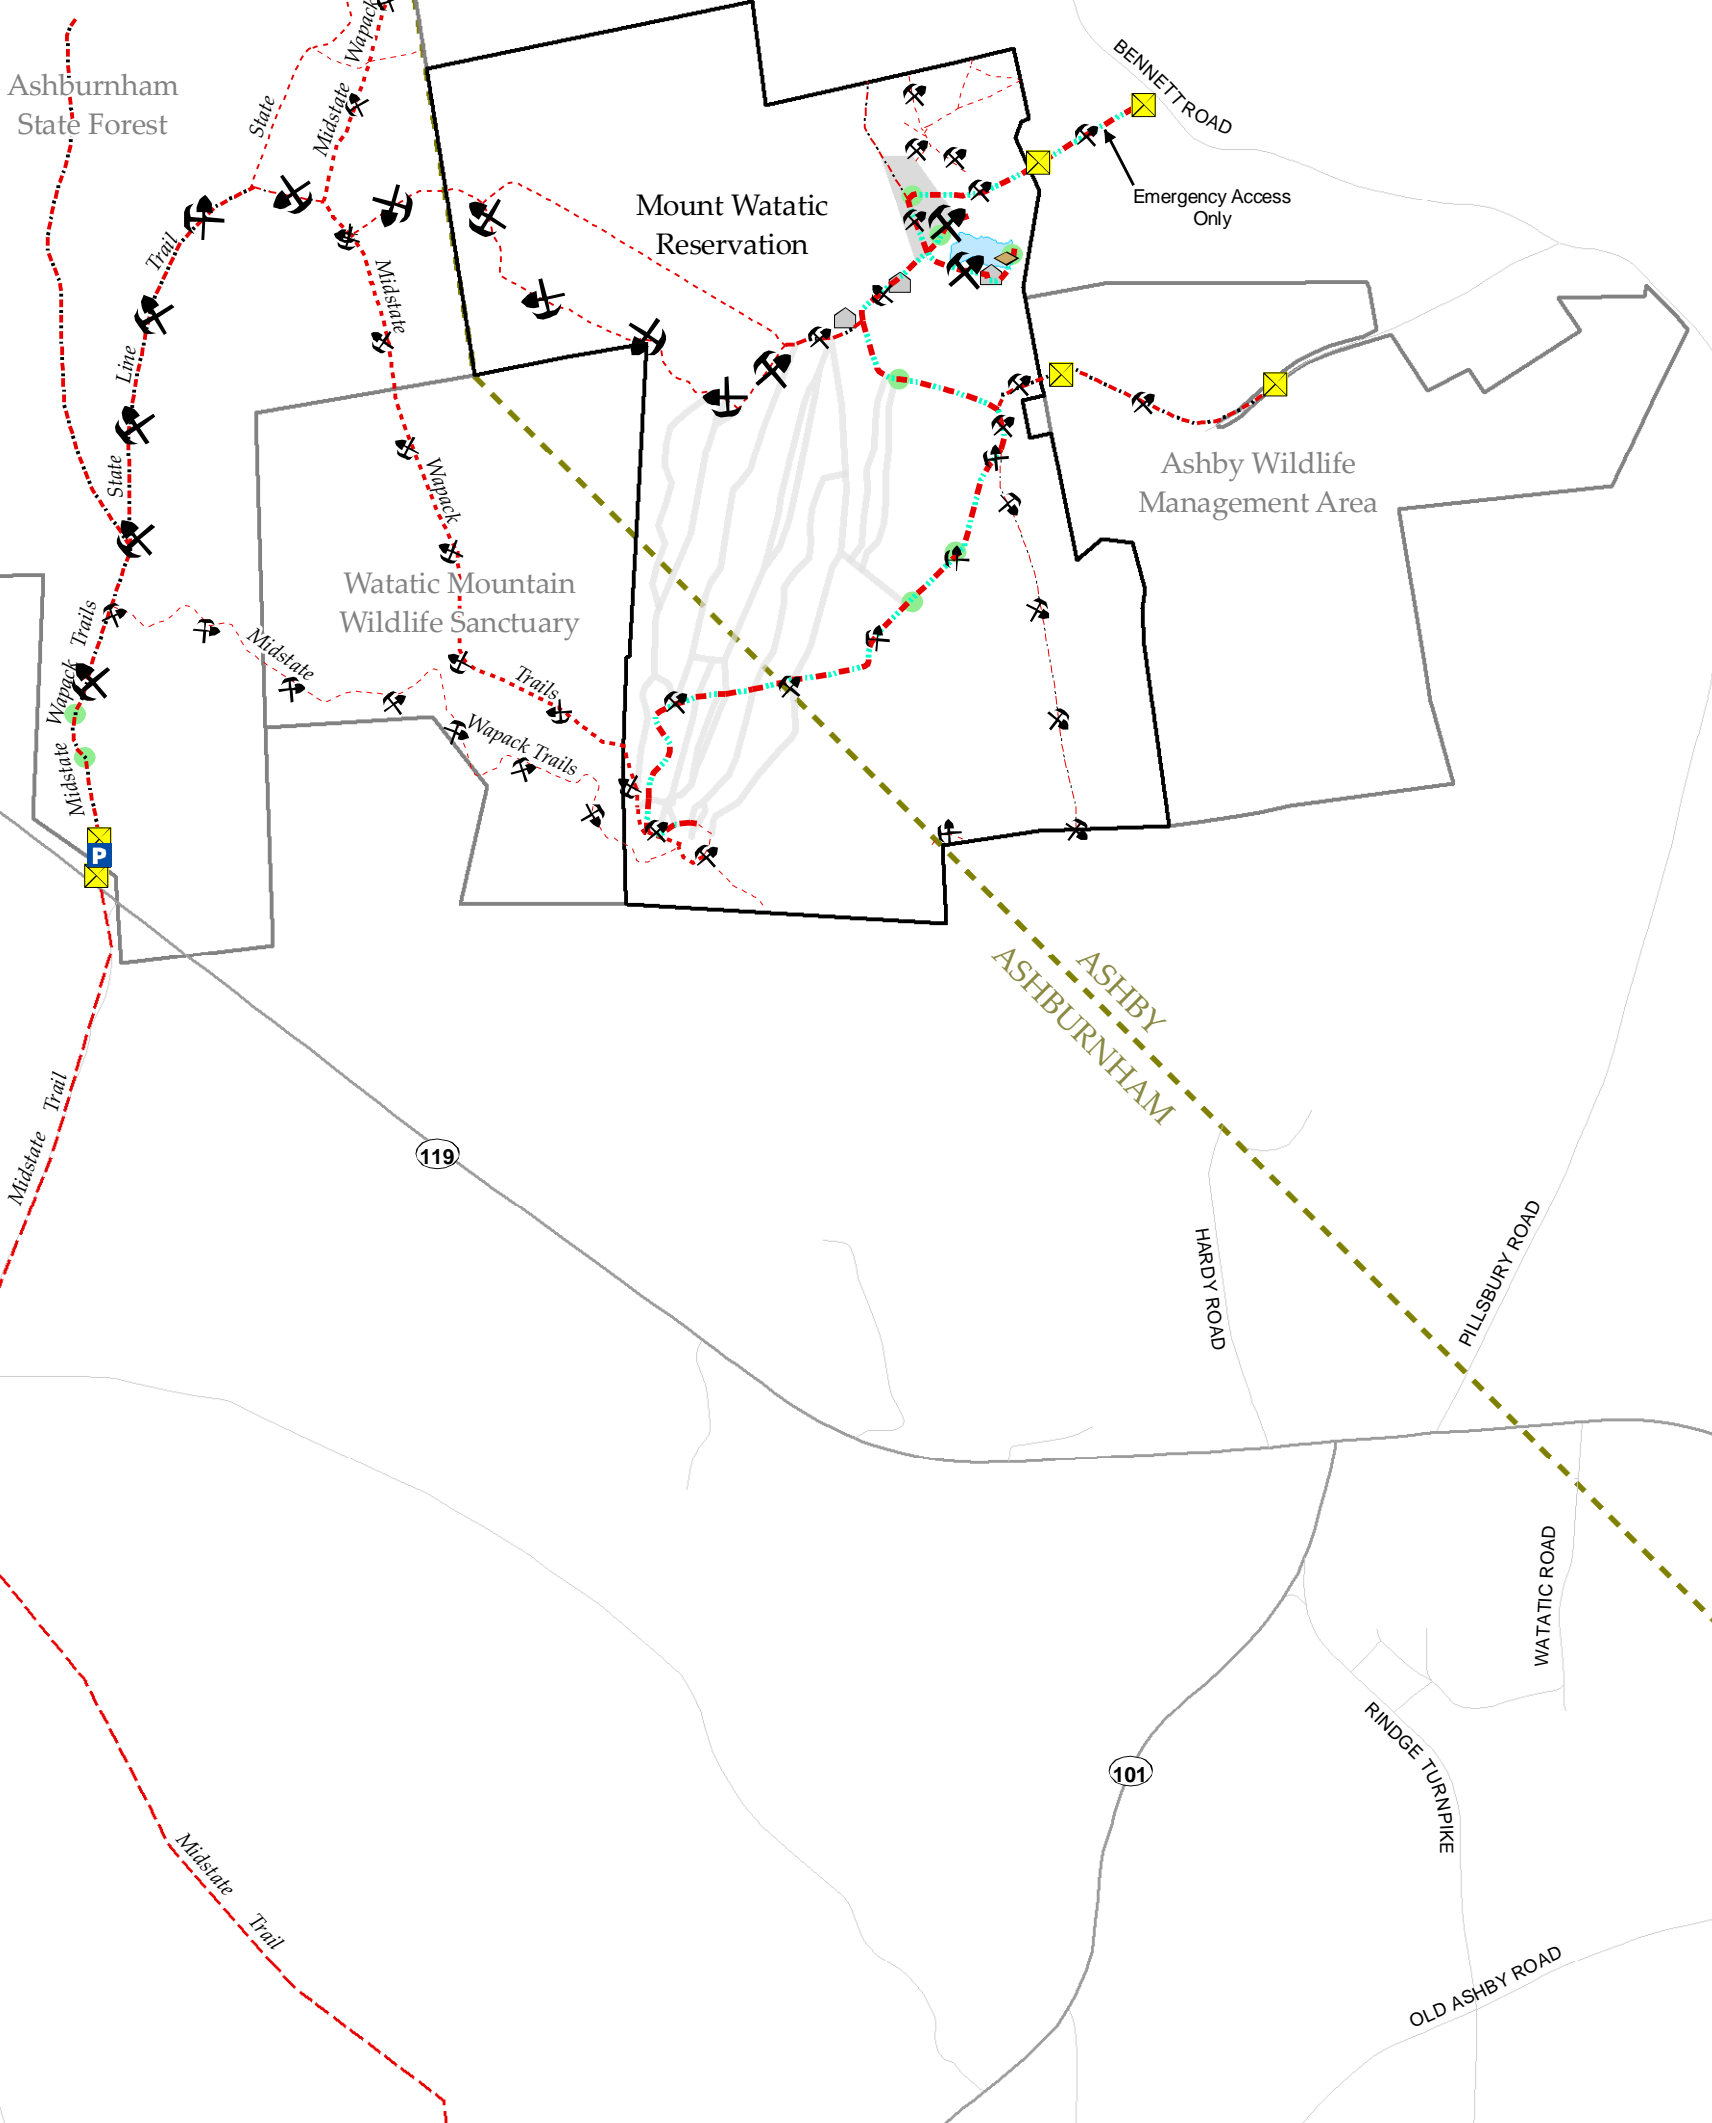 Wapack
Midstate
State
BENNETT ROAD
Ashburnham
State Forest
Emergency Access
Only
Mount Watatic
Reservation
Trail
Line
State
Midstate
Wapack
Trails
Ashby Wildlife
Management Area
Watatic Mountain
Wildlife Sanctuary
Trails
Wapack
Midstate
Midstate
Wapack Trails
P
ASHBY
ASHBURNHAM
Trail
Midstate
119
HARDY ROAD
PILLSBURY ROAD
WATATIC ROAD
RINDGE TURNPIKE
101
Midstate
Trail
OLD ASHBY ROAD